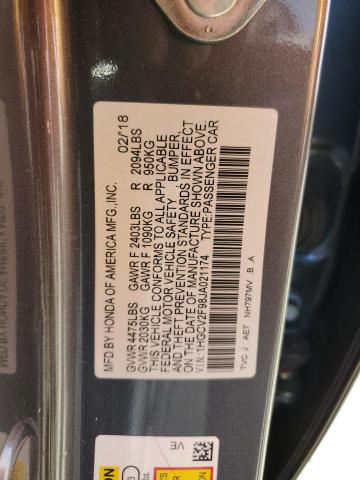 MFD BY HONDA OF AMERICA MFG.,INC. 02/18
GVWR 4475LBS GAWR F 2403LBS R 2094LBS
GVWR 2030KG GAWR F 1090KG R 950KG
THIS VEHICLE CONFORMS TO ALL APPLICABLE
FEDERAL MOTOR VEHICLE SAFETY, BUMPER,
AND THEFT PREVENTION STANDARDS IN EFFECT
ON THE DATE OF MANUFACTURE SHOWN ABOVE.
V.I.N.:1HGCV2F98JA021174 TYPE:PASSENGER CAR
TVC J AE7 NH797MV B A
VE